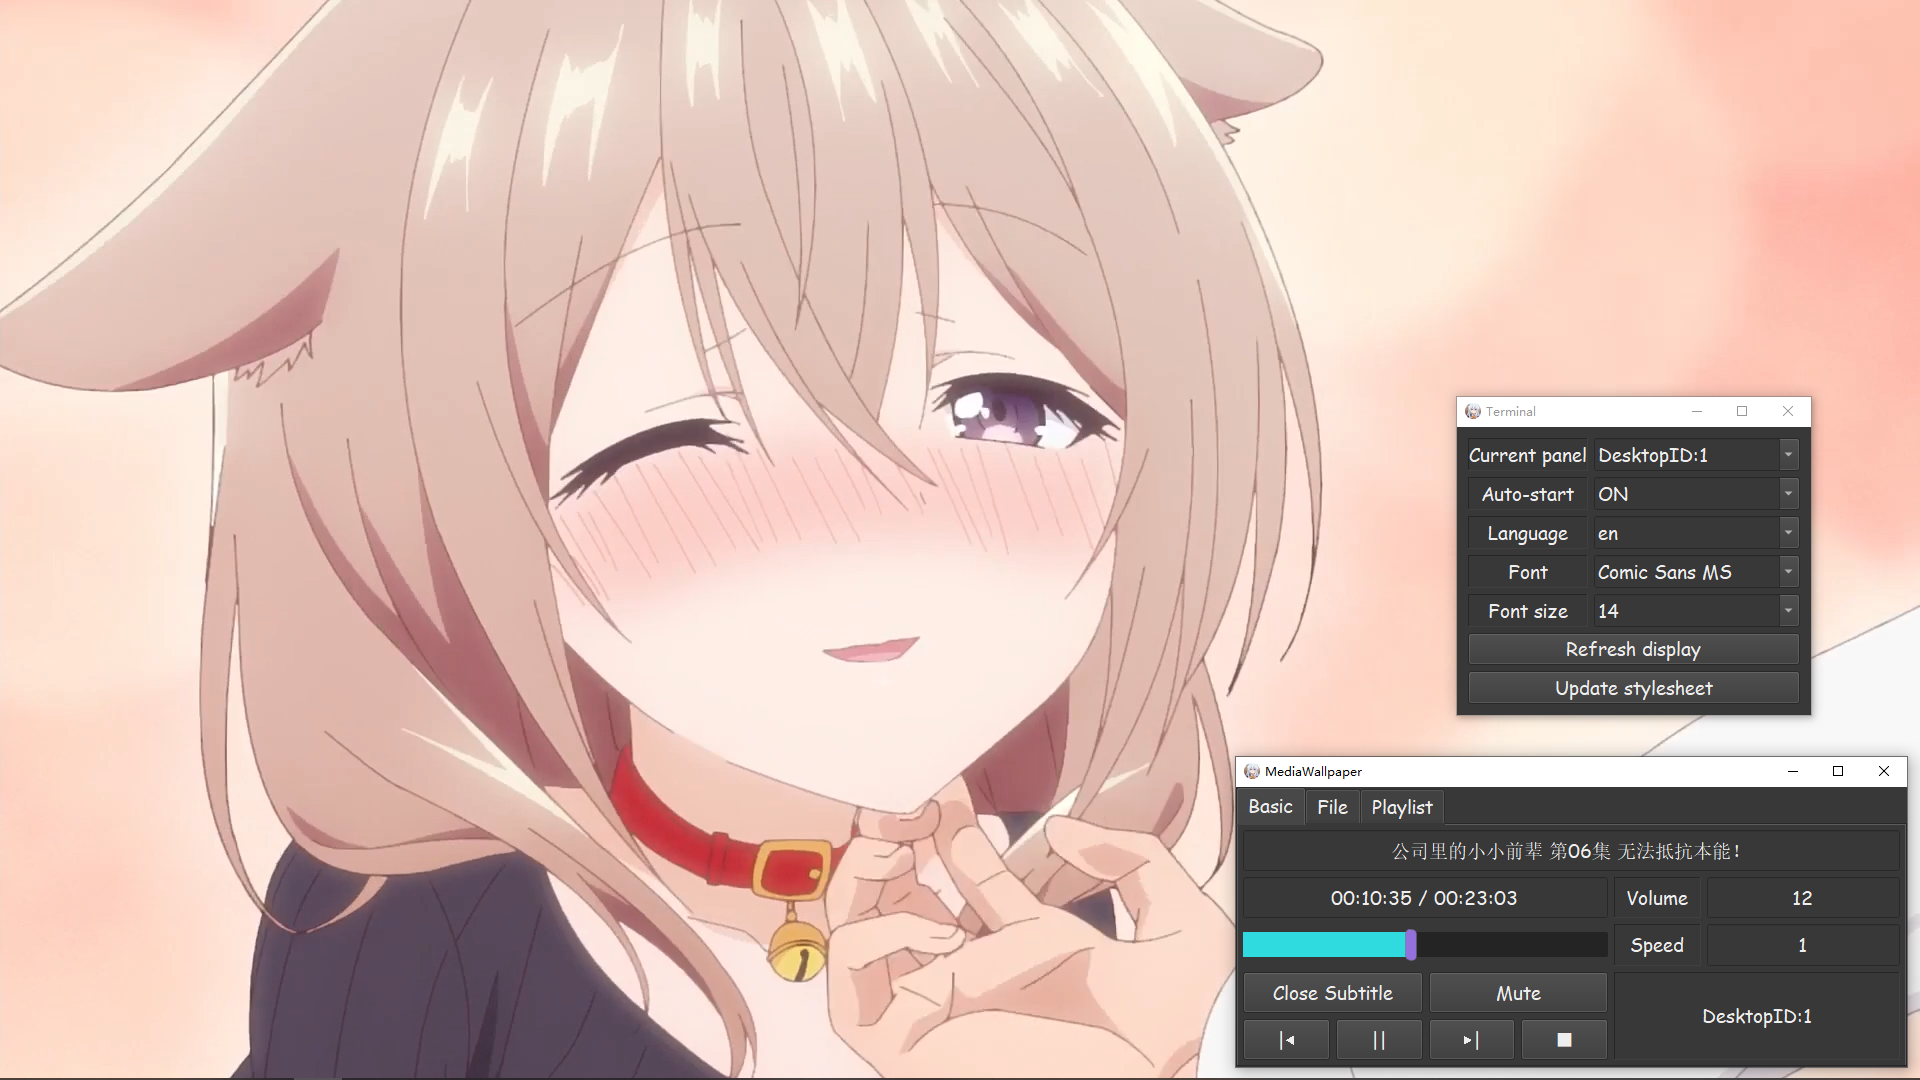 Terminal
Current panel DesktopID:1
Auto-start ON
Language en
Font Comic Sans MS
Font size 14
Refresh display
Update stylesheet
MediaWallpaper
Basic File Playlist
公司里的小小前辈 第06集 无法抵抗本能!
00:10:35 / 00:23:03 Volume 12
Speed 1
Close Subtitle Mute
DesktopID:1